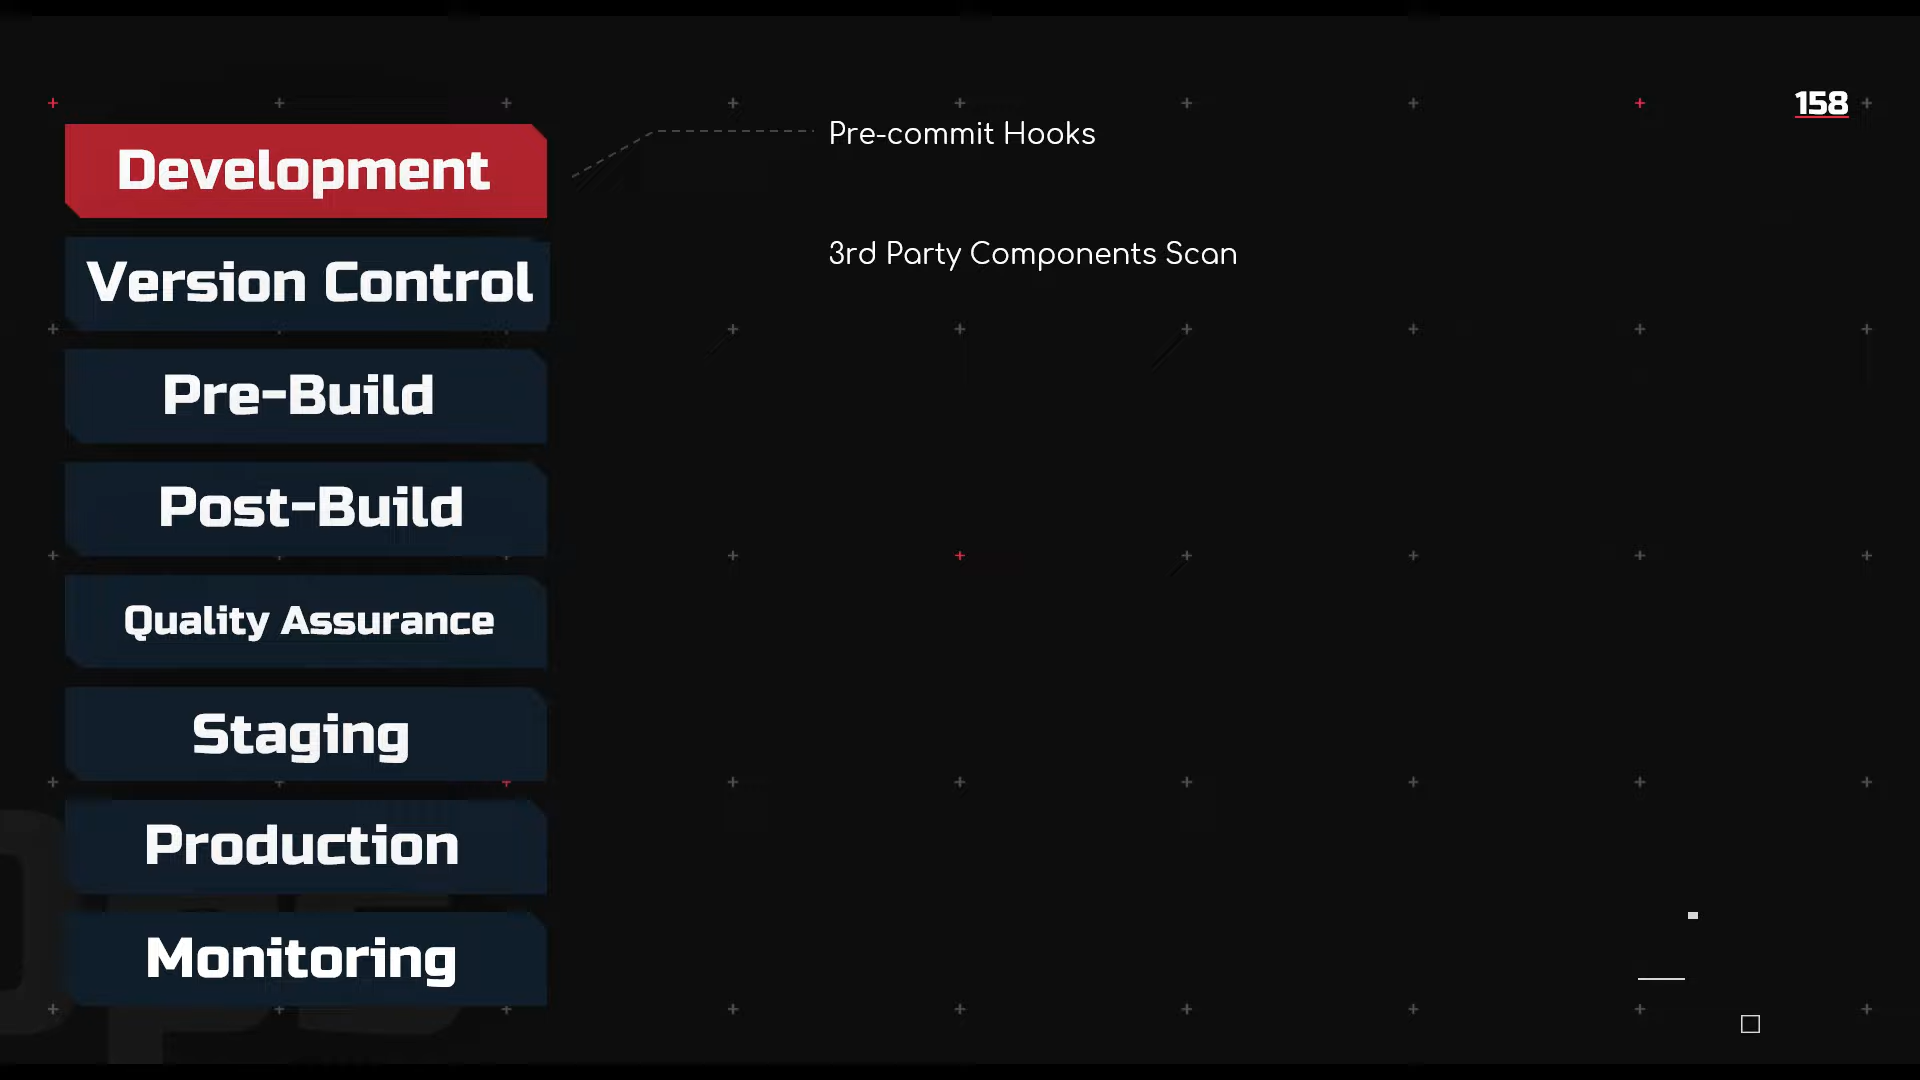 158
Development
Pre-commit Hooks
3rd Party Components Scan
Version Control
Pre-Build
Post-Build
Quality Assurance
Staging
Production
Monitoring
OPS